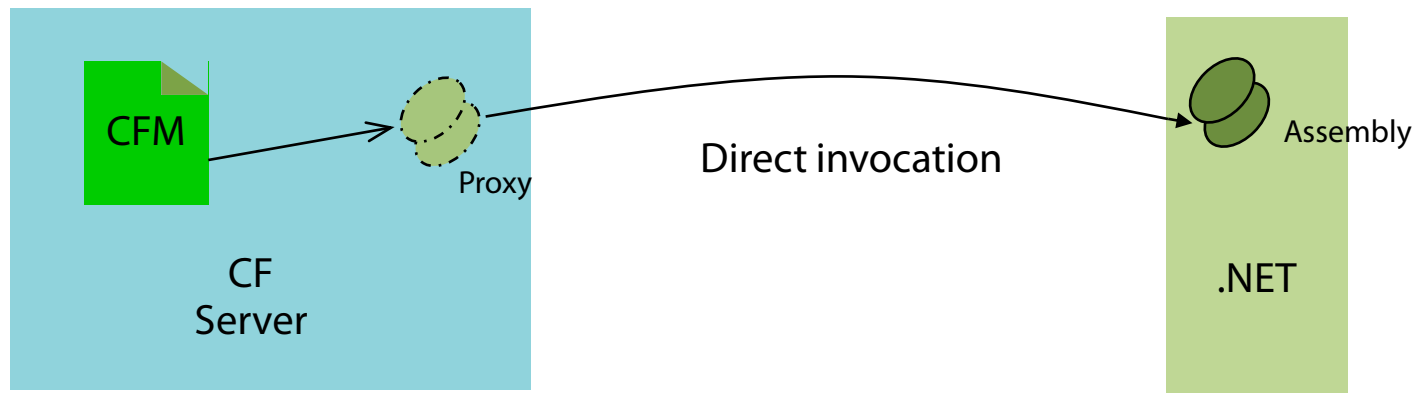 CFM
Proxy
CF
Server
Direct invocation
Assembly
.NET